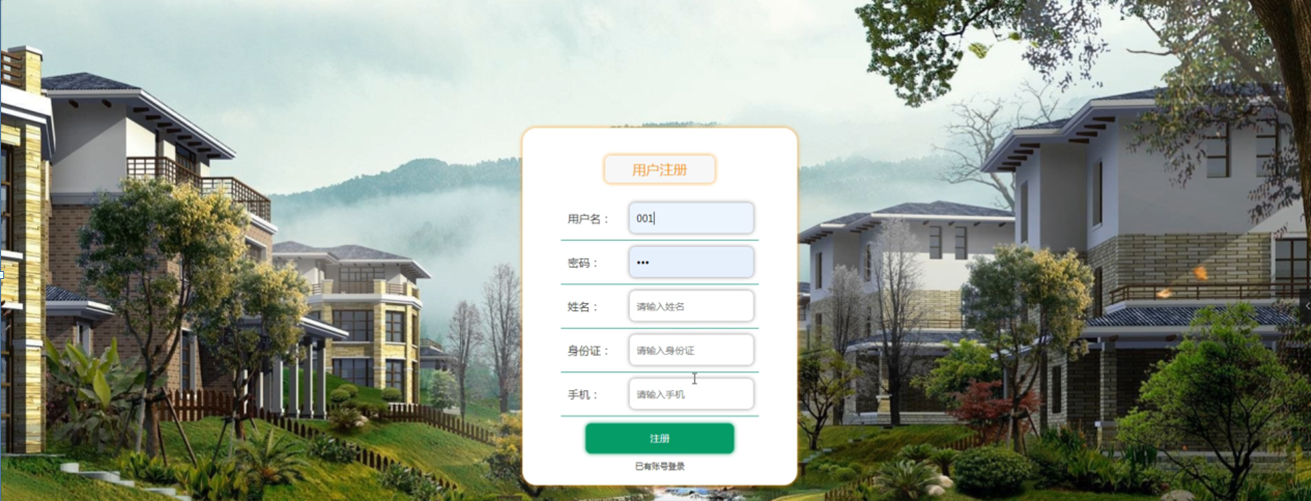 用户注册
用户名： 001
密码： •••
姓名： 请输入姓名
身份证： 请输入身份证
手机： 请输入手机
注册
已有账号登录